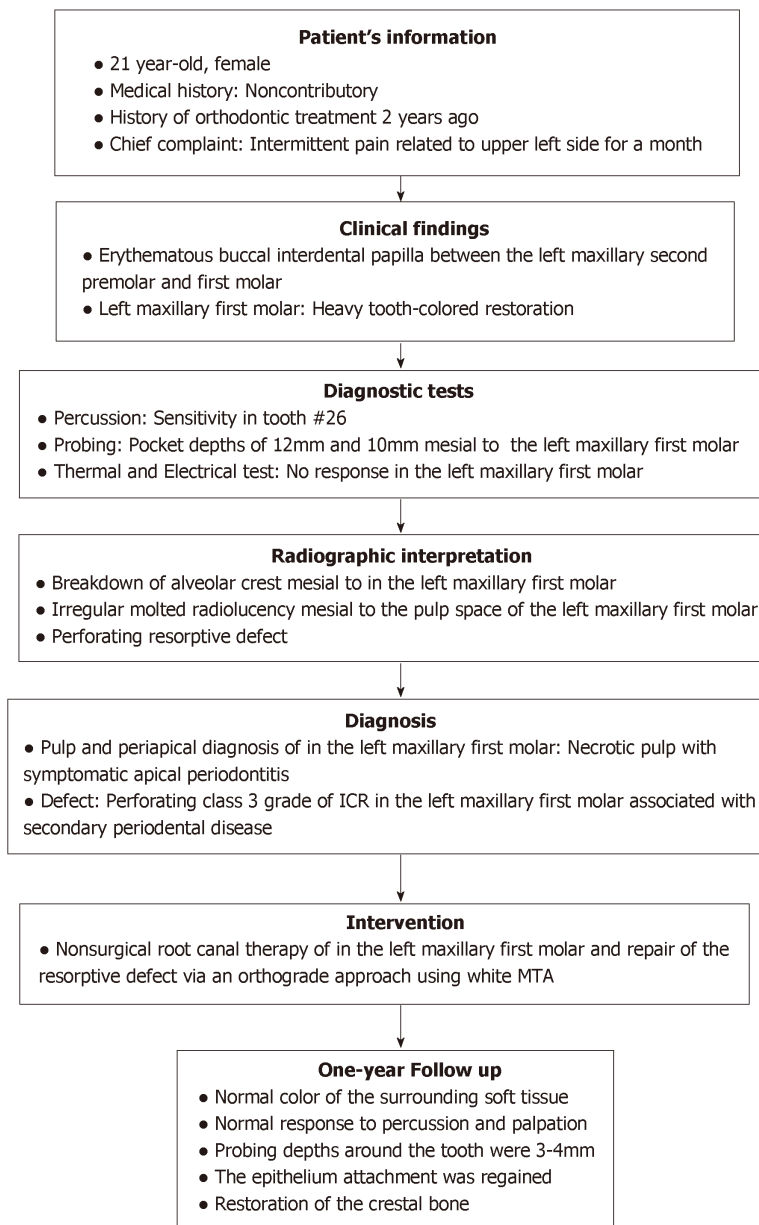 Patient's information
● 21 year-old, female
● Medical history: Noncontributory
● History of orthodontic treatment 2 years ago
● Chief complaint: Intermittent pain related to upper left side for a month
Clinical findings
● Erythematous buccal interdental papilla between the left maxillary second
premolar and first molar
● Left maxillary first molar: Heavy tooth-colored restoration
Diagnostic tests
● Percussion: Sensitivity in tooth #26
● Probing: Pocket depths of 12mm and 10mm mesial to the left maxillary first molar
● Thermal and Electrical test: No response in the left maxillary first molar
Radiographic interpretation
● Breakdown of alveolar crest mesial to in the left maxillary first molar
● Irregular molted radiolucency mesial to the pulp space of the left maxillary first molar
● Perforating resorptive defect
Diagnosis
● Pulp and periapical diagnosis of in the left maxillary first molar: Necrotic pulp with
symptomatic apical periodontitis
● Defect: Perforating class 3 grade of ICR in the left maxillary first molar associated with
secondary periodental disease
Intervention
● Nonsurgical root canal therapy of in the left maxillary first molar and repair of the
resorptive defect via an orthograde approach using white MTA
One-year Follow up
● Normal color of the surrounding soft tissue
● Normal response to percussion and palpation
● Probing depths around the tooth were 3-4mm
● The epithelium attachment was regained
● Restoration of the crestal bone